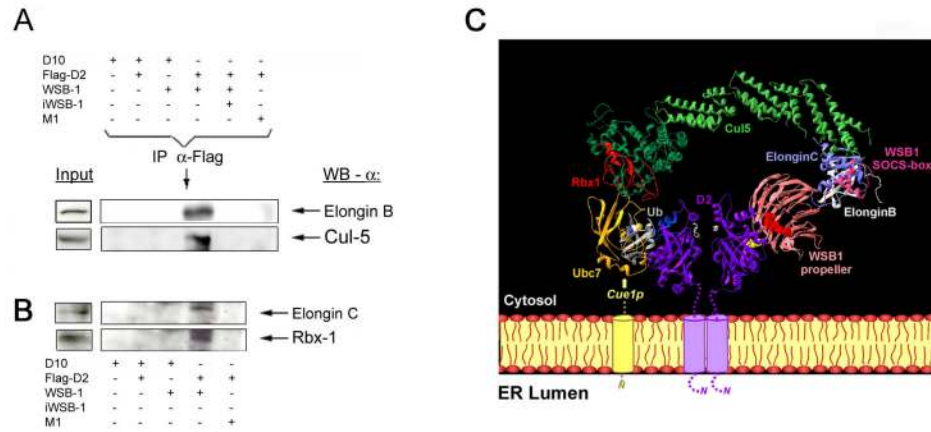 A
D10 + + + - - -
Flag-D2 - + - + + +
WSB-1 - - + + + -
iWSB-1 - - - - + -
M1 - - - - - +
IP α-Flag
Input
WB - α:
Elongin B
Cul-5
B
Elongin C
Rbx-1
D10 + + + - -
Flag-D2 - + - + +
WSB-1 - - + + -
iWSB-1 - - - - -
M1 - - - - +
C
Cul5
ElonginC
WSB1
SOCS-box
Rbx1
D2
Ub
ElonginB
Ubc7
WSB1
propeller
Cue1p
Cytosol
N
N
N
ER Lumen